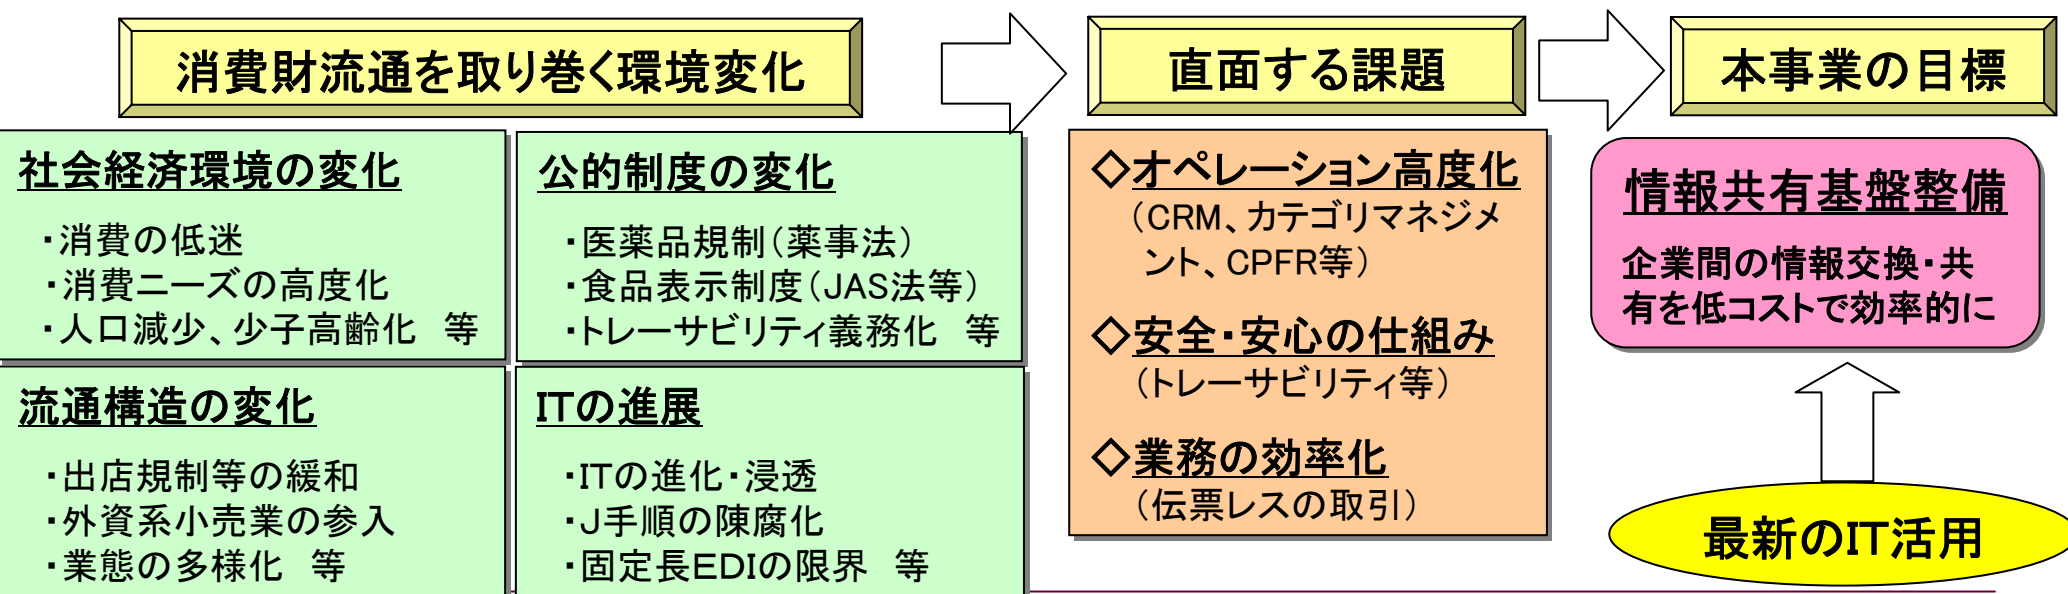 消費財流通を取り巻く環境変化
直面する課題
本事業の目標
社会経済環境の変化
・消費の低迷
・消費ニーズの高度化
・人口減少、少子高齢化　等
公的制度の変化
・医薬品規制（薬事法）
・食品表示制度（JAS法等）
・トレーサビリティ義務化　等
流通構造の変化
・出店規制等の緩和
・外資系小売業の参入
・業態の多様化　等
ITの進展
・ITの進化・浸透
・J手順の陳腐化
・固定長EDIの限界　等
◇オペレーション高度化
（CRM、カテゴリマネジメ
ント、CPFR等）
◇安全・安心の仕組み
（トレーサビリティ等）
◇業務の効率化
（伝票レスの取引）
情報共有基盤整備
企業間の情報交換・共
有を低コストで効率的に
最新のIT活用